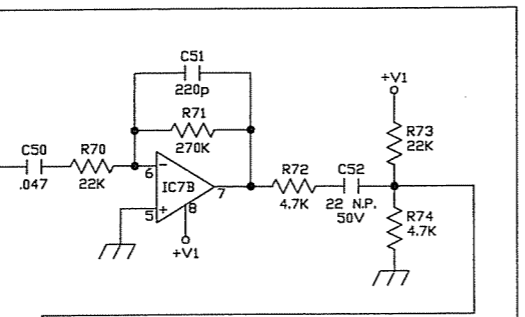 C51
220p
+V1
R71
270K
R73
22K
C50
.047
R70
22K
6
−
IC7B
7
5
+
8
+V1
R72
4.7K
C52
22 N.P.
50V
R74
4.7K